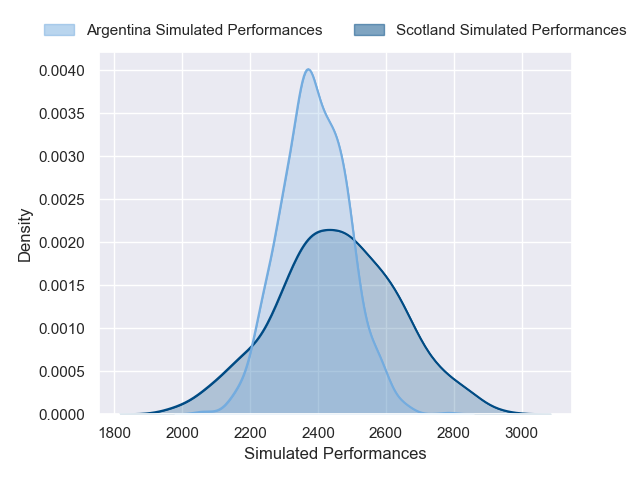 Argentina Simulated Performances
Scotland Simulated Performances
0.0040
0.0035
0.0030
0.0025
0.0020
0.0015
0.0010
0.0005
0.0000
Density
1800 2000 2200 2400 2600 2800 3000
Simulated Performances